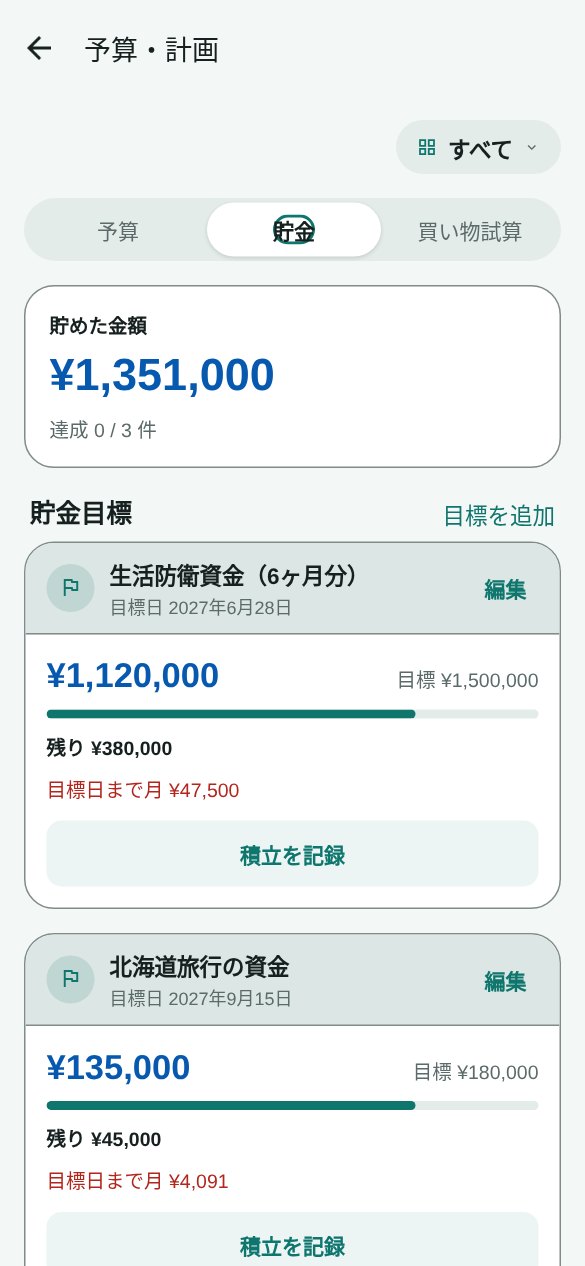 予算・計画
すべて
予算
貯金
買い物試算
貯めた金額
¥1,351,000
達成 0 / 3 件
貯金目標
目標を追加
生活防衛資金（6ヶ月分）
目標日 2027年6月28日
編集
¥1,120,000
目標 ¥1,500,000
残り ¥380,000
目標日まで月 ¥47,500
積立を記録
北海道旅行の資金
目標日 2027年9月15日
編集
¥135,000
目標 ¥180,000
残り ¥45,000
目標日まで月 ¥4,091
積立を記録